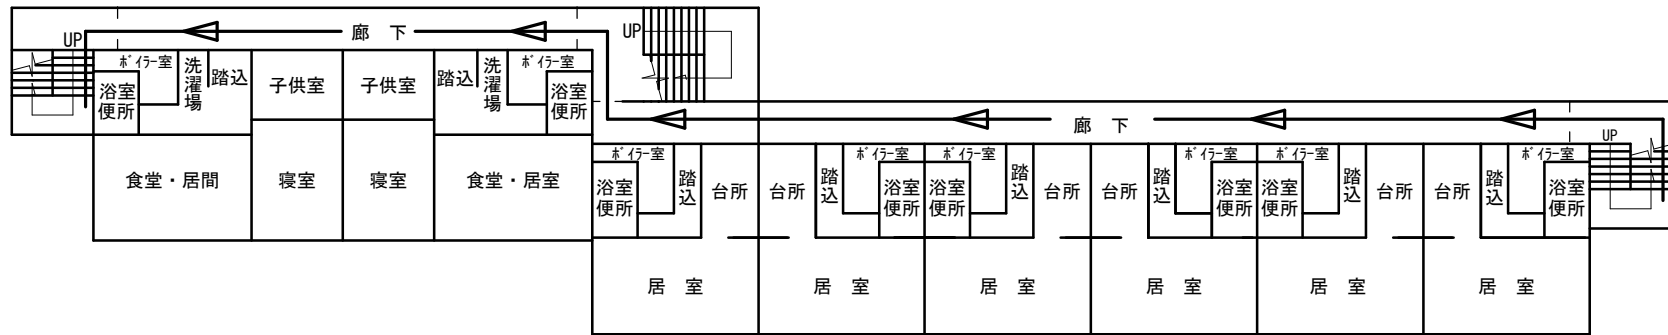 廊 下
UP
UP
ﾎﾞｲﾗｰ室
洗濯場
踏込
子供室
子供室
踏込
洗濯場
ﾎﾞｲﾗｰ室
浴室
便所
浴室
便所
食堂・居間
寝室
寝室
食堂・居室
廊 下
UP
ﾎﾞｲﾗｰ室
踏込
台所
台所
踏込
ﾎﾞｲﾗｰ室
ﾎﾞｲﾗｰ室
踏込
台所
台所
踏込
ﾎﾞｲﾗｰ室
ﾎﾞｲﾗｰ室
踏込
台所
台所
踏込
ﾎﾞｲﾗｰ室
浴室
便所
浴室
便所
浴室
便所
浴室
便所
浴室
便所
浴室
便所
居 室
居 室
居 室
居 室
居 室
居 室